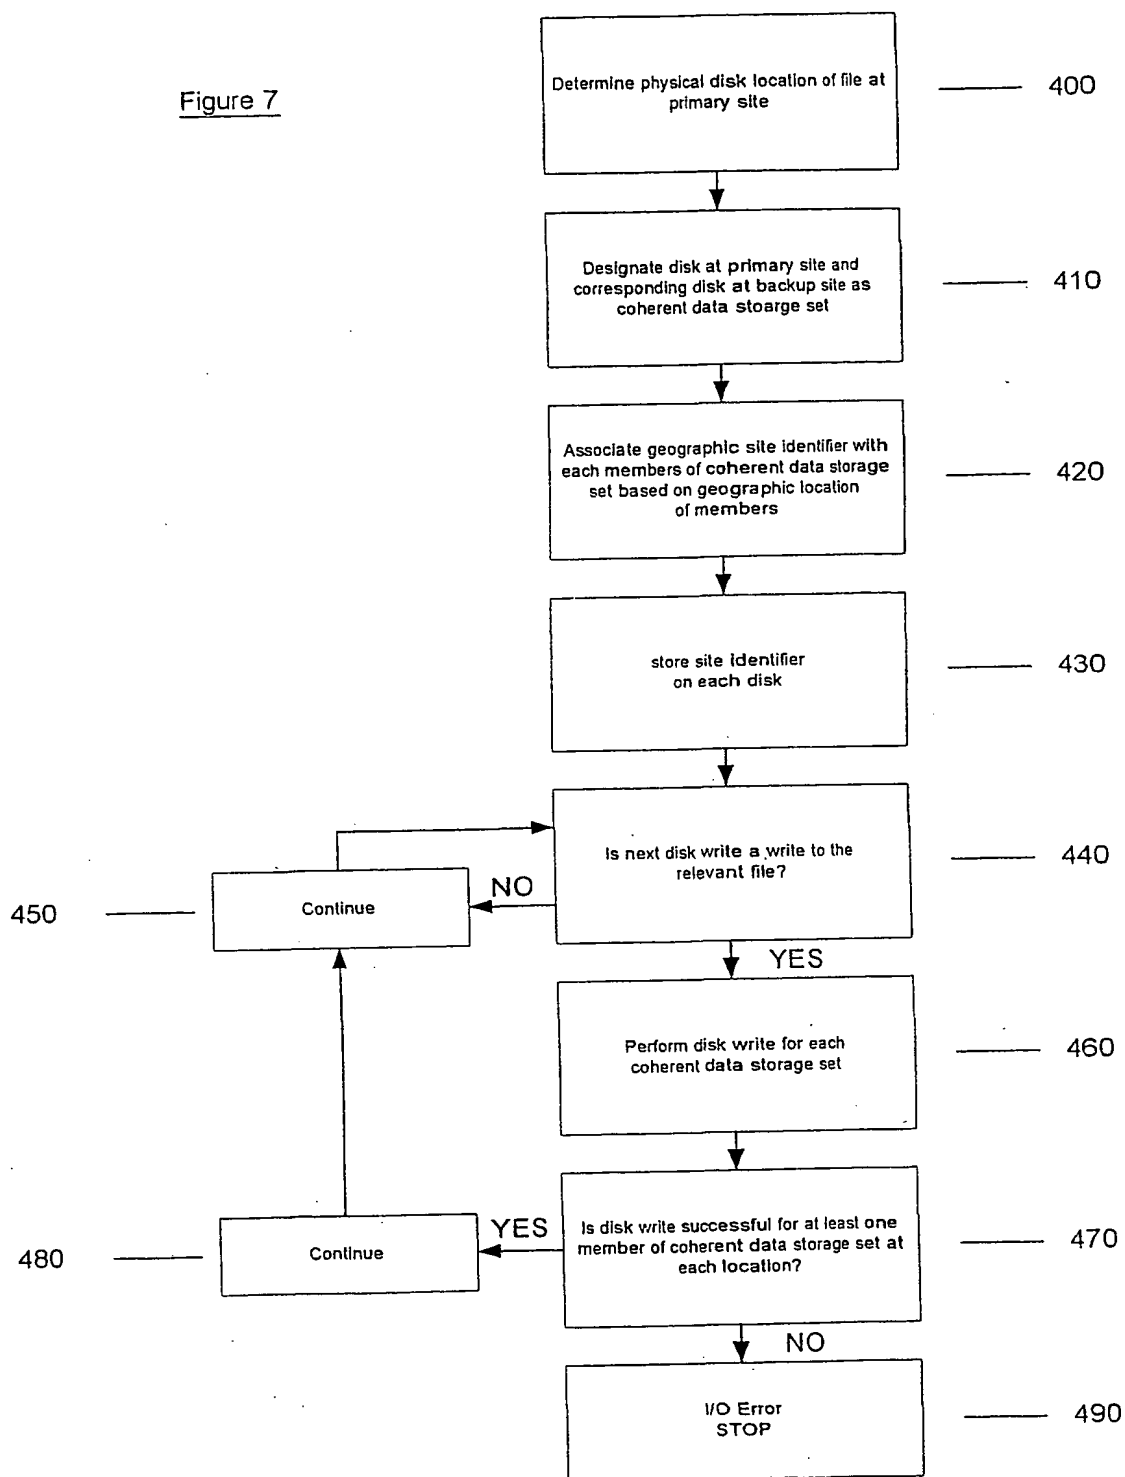 Figure 7
Determine physical disk location of file at
primary site
400
Designate disk at primary site and
corresponding disk at backup site as
coherent data stoarge set
410
Associate geographic site identifier with
each members of coherent data storage
set based on geographic location
of members
420
store site identifier
on each disk
430
Is next disk write a write to the
relevant file?
440
NO
Continue
450
YES
Perform disk write for each
coherent data storage set
460
Is disk write successful for at least one
member of coherent data storage set at
each location?
470
YES
Continue
480
NO
I/O Error
STOP
490